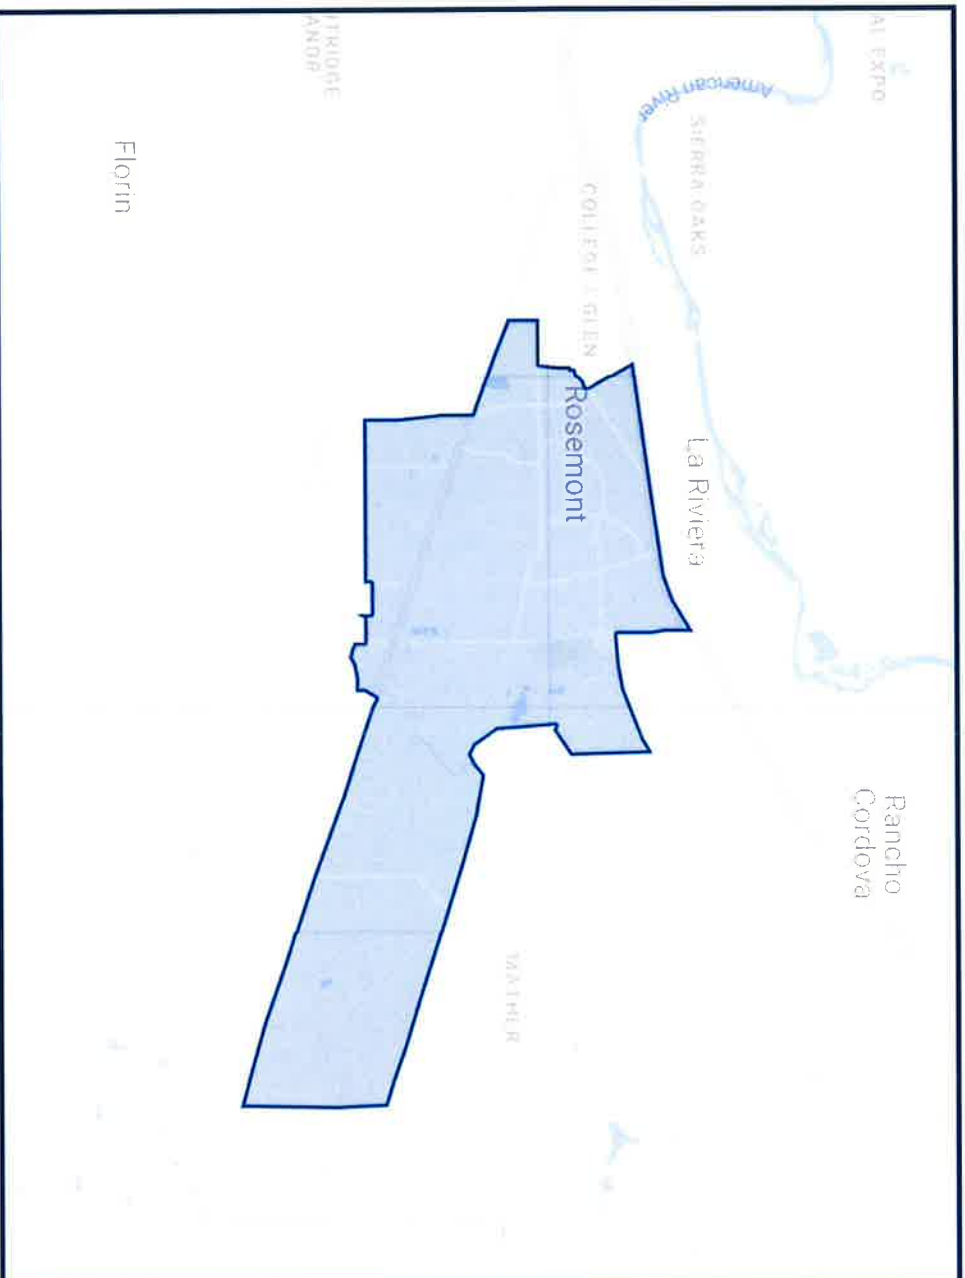 American River
SIERRA OAKS
COLLEGE / GLEN
La Riviera
Rosemont
Rancho
Cordova
MATHER
Florin